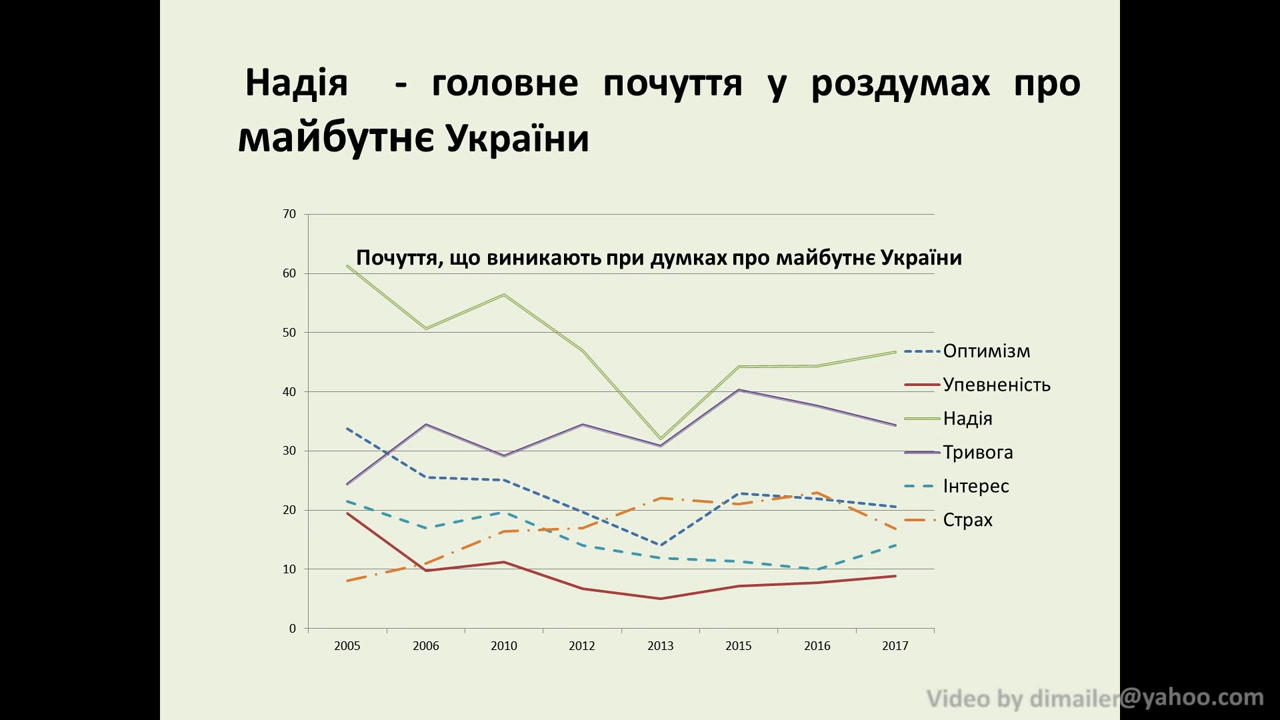 Надія - головне почуття у роздумах про
майбутнє України
70
Почуття, що виникають при думках про майбутнє України
60
50
Оптимізм
Упевненість
40
Надія
30
Тривога
Інтерес
20
Страх
10
0
2005 2006 2010 2012 2013 2015 2016 2017
Video by dimailer@yahoo.com